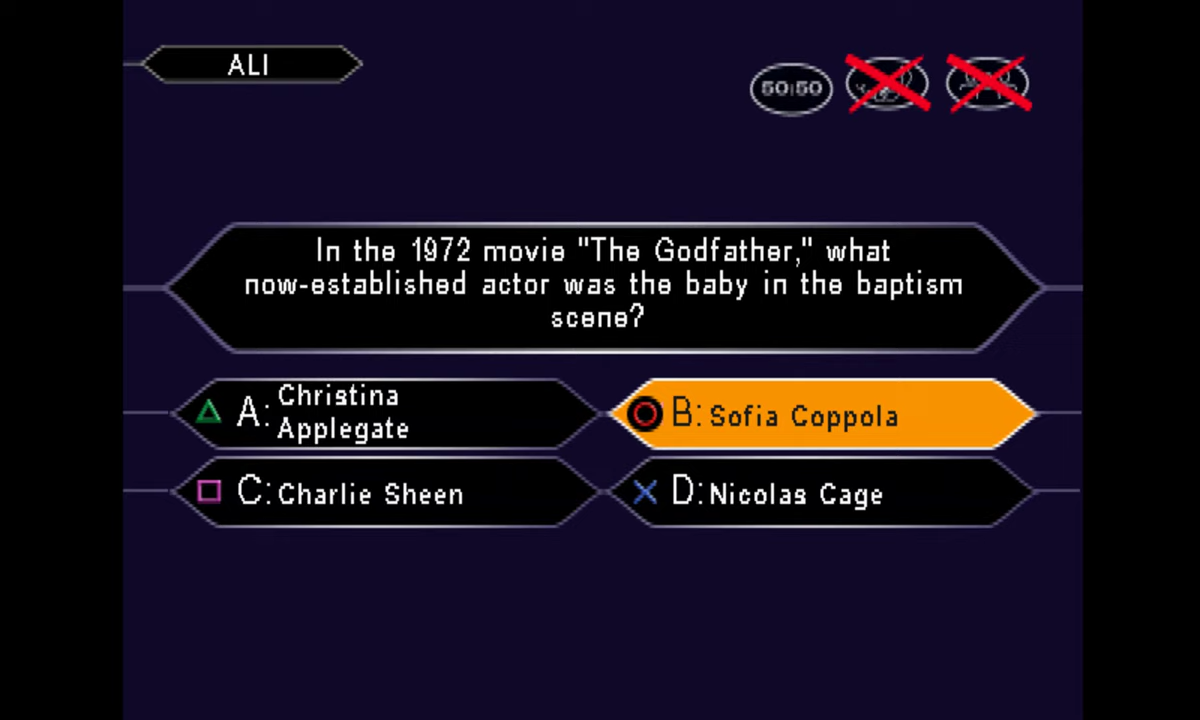 ALI
50:50
In the 1972 movie "The Godfather," what
now-established actor was the baby in the baptism
scene?
A: Christina
Applegate
B: Sofia Coppola
C: Charlie Sheen
D: Nicolas Cage